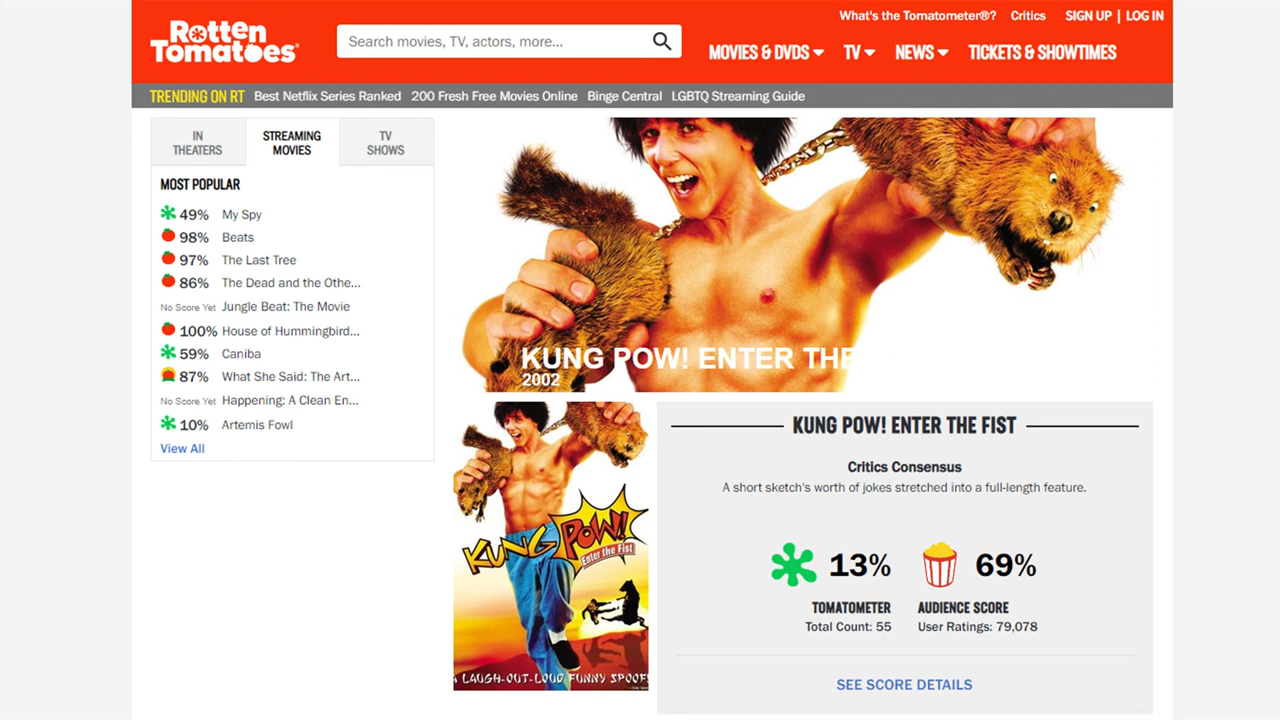 What's the Tomatometer®? Critics SIGN UP | LOG IN
Rotten
Tomatoes
Search movies, TV, actors, more...
MOVIES & DVDS TV NEWS TICKETS & SHOWTIMES
TRENDING ON RT Best Netflix Series Ranked 200 Fresh Free Movies Online Binge Central LGBTQ Streaming Guide
IN THEATERS
STREAMING MOVIES
TV SHOWS
MOST POPULAR
49% My Spy
98% Beats
97% The Last Tree
86% The Dead and the Othe...
No Score Yet Jungle Beat: The Movie
100% House of Hummingbird...
59% Caniba
87% What She Said: The Art...
No Score Yet Happening: A Clean En...
10% Artemis Fowl
View All
KUNG POW! ENTER THE
2002
KUNG POW!
Enter the Fist
A LAUGH-OUT-LOUD FUNNY SPOOF!
KUNG POW! ENTER THE FIST
Critics Consensus
A short sketch's worth of jokes stretched into a full-length feature.
13% 69%
TOMATOMETER AUDIENCE SCORE
Total Count: 55 User Ratings: 79,078
SEE SCORE DETAILS